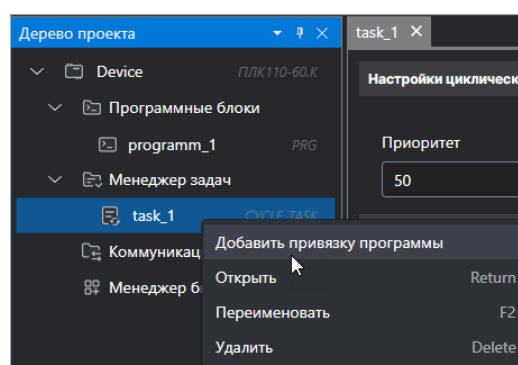 Дерево проекта
task_1
Device ПЛК110-60.K
Настройки циклическ
Программные блоки
programm_1 PRG
Приоритет
Менеджер задач
50
task_1 CYCLE_TASK
Добавить привязку программы
Коммуникац
Открыть Return
Менеджер б
Переименовать F2
Удалить Delete